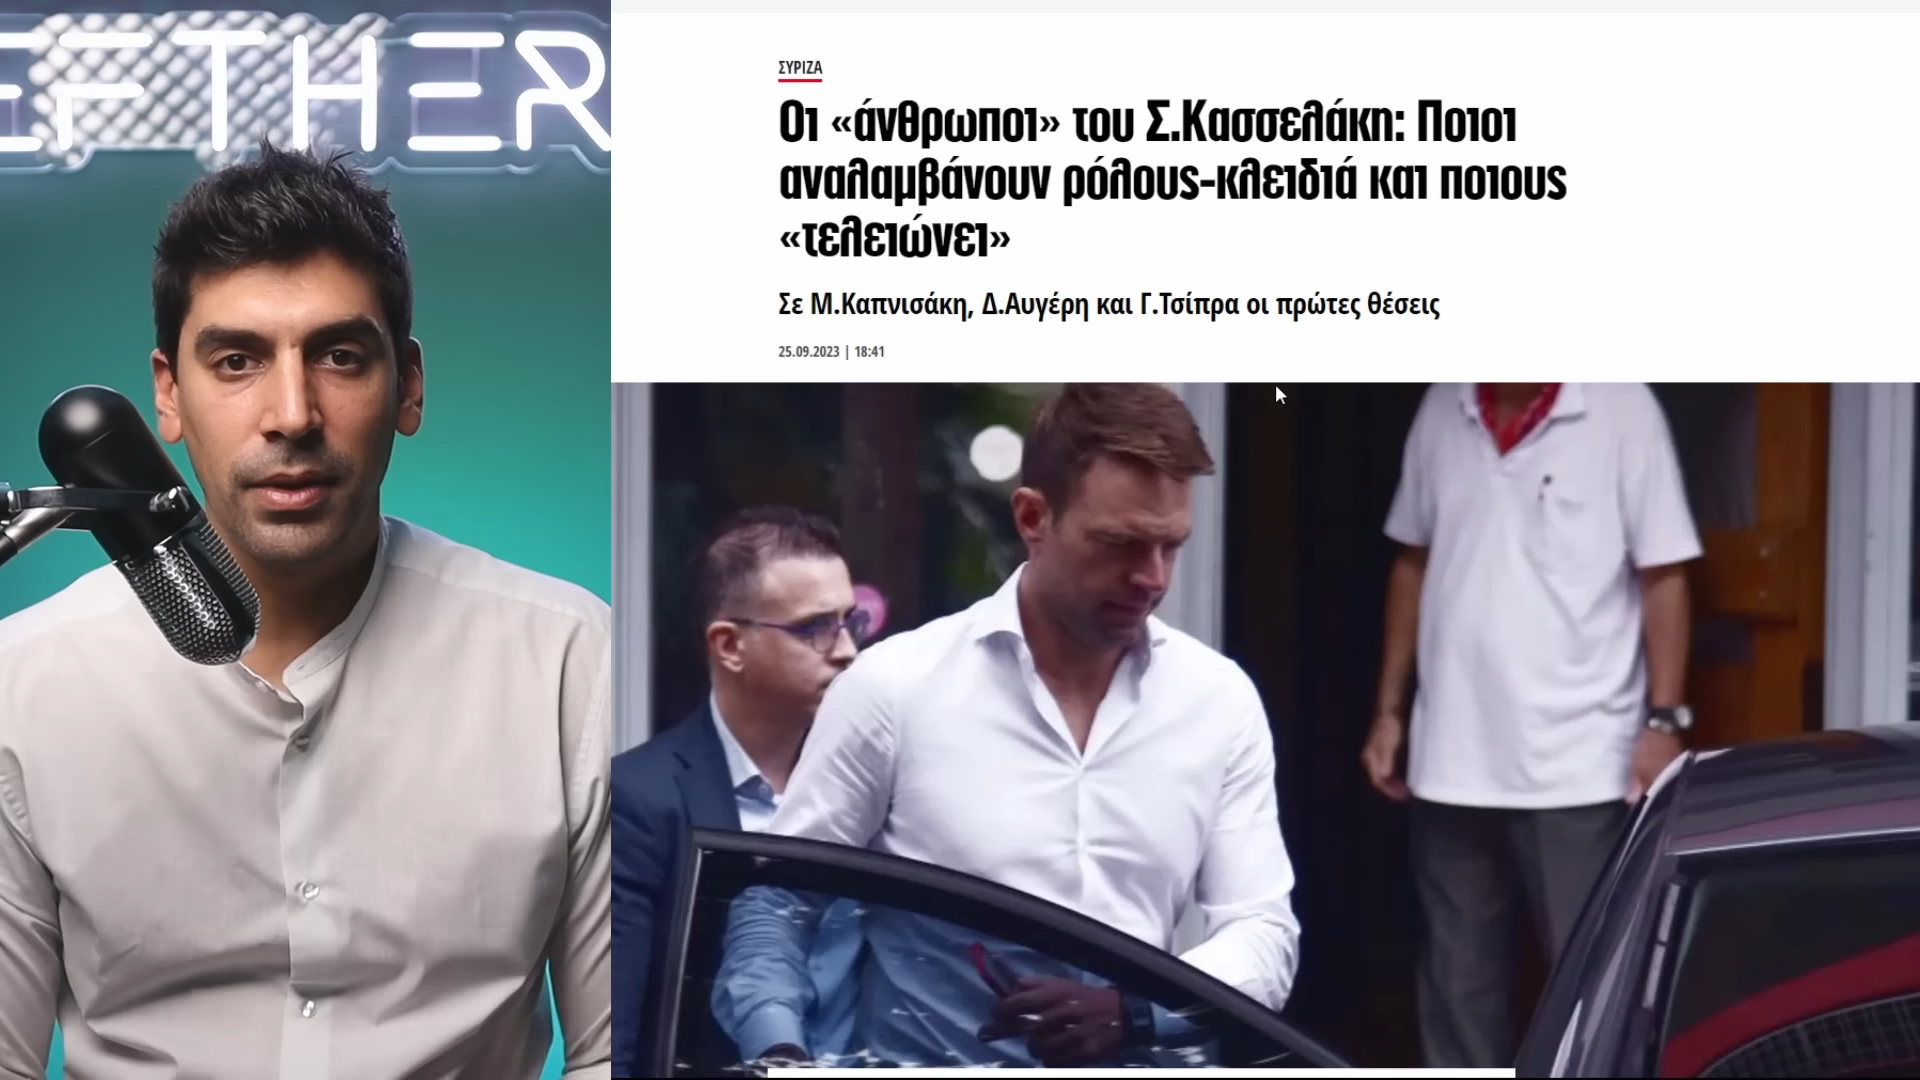 EFTHER
ΣΥΡΙΖΑ
Οι «άνθρωποι» του Σ.Κασσελάκη: Ποιοι
αναλαμβάνουν ρόλους-κλειδιά και ποιους
«τελειώνει»
Σε Μ.Καπνισάκη, Δ.Αυγέρη και Γ.Τσίπρα οι πρώτες θέσεις
25.09.2023 | 18:41